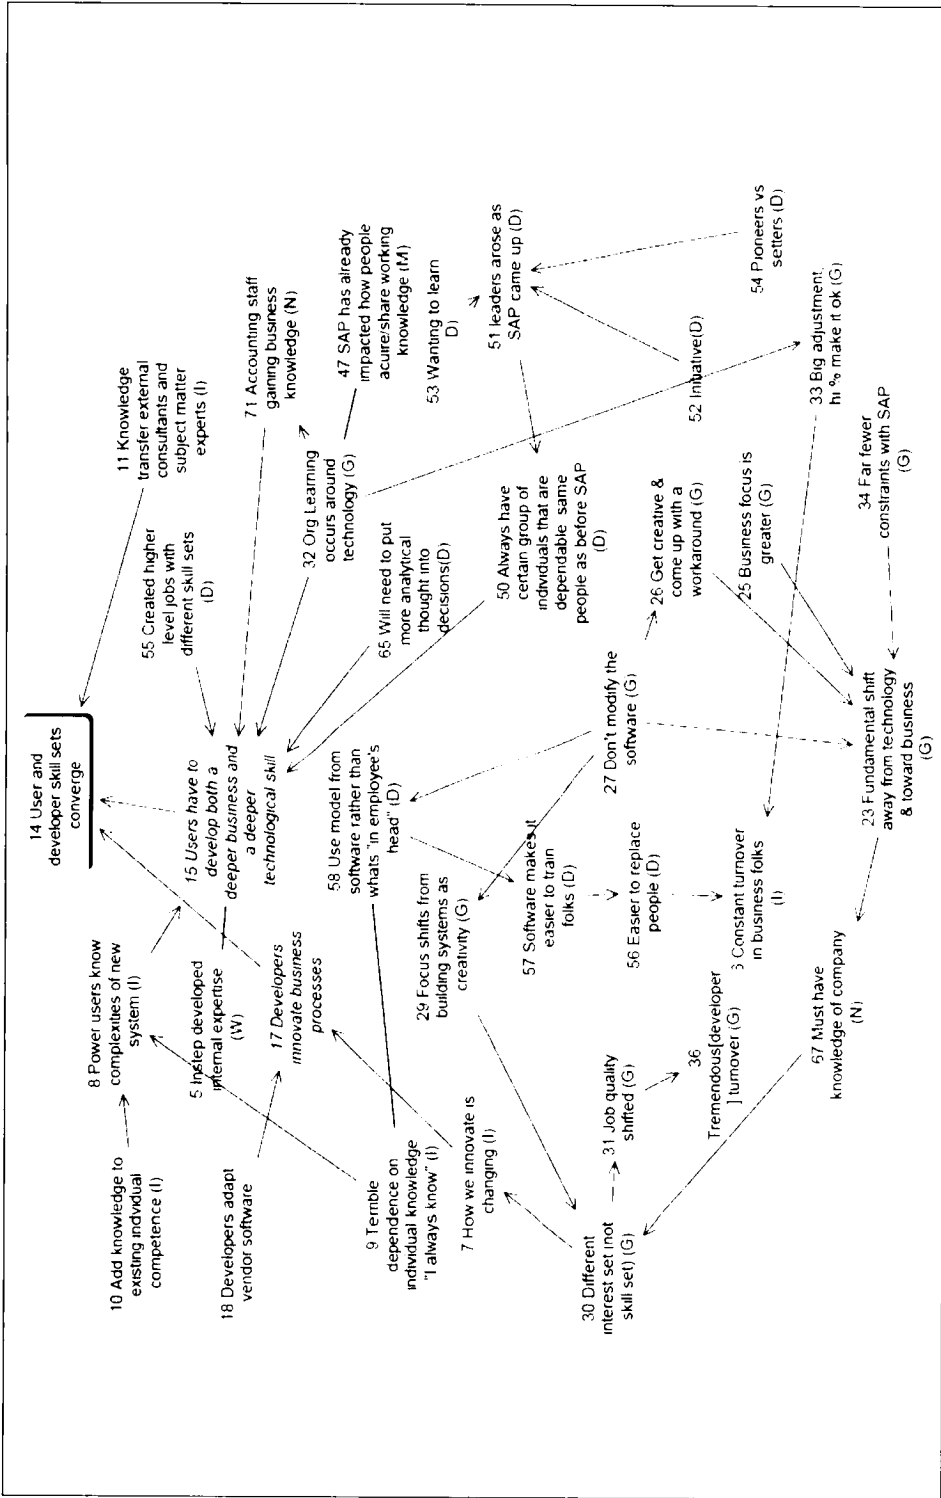 14 User and
developer skill sets
converge
11 Knowledge
transfer external
consultants and
subject matter
experts (I)
8 Power users know
complexities of new
system (I)
10 Add knowledge to
existing indvidual
competence (I)
55 Created higher
level jobs with
different skill sets
(D)
71 Accounting staff
gaining business
knowledge (N)
15 Users have to
develop both a
deeper business and
a deeper
technological skill
5 Instep developed
internal expertise
(W)
18 Developers adapt
vendor software
17 Developers
innovate business
processes
32 Org Learning
occurs around
technology (G)
47 SAP has already
impacted how people
acuire/share working
knowledge (M)
65 Will need to put
more analytical
thought into
decisions(D)
53 Wanting to learn
D)
58 Use model from
software rather than
whats "in employee's
head" (D)
9 Terrible
dependence on
individual knowledge
"I always know" (I)
29 Focus shifts from
building systems as
creativity (G)
7 How we innovate is
changing (I)
50 Always have
certain group of
individuals that are
dependable same
people as before SAP
(D)
51 leaders arose as
SAP came up (D)
57 Software makes it
easier to train
folks (D)
27 Don't modify the
software (G)
30 Different
interest set (not
skill set) (G)
31 Job quality
shifted (G)
56 Easier to replace
people (D)
26 Get creative &
come up with a
workaround (G)
52 Initiative(D)
54 Pioneers vs
setters (D)
36
Tremendous[developer
] turnover (G)
3 Constant turnover
in business folks
(I)
25 Business focus is
greater (G)
33 Big adjustment,
% make it ok (G)
67 Must have
knowledge of company
(N)
23 Fundamental shift
away from technology
& toward business
(G)
34 Far fewer
constraints with SAP
(G)